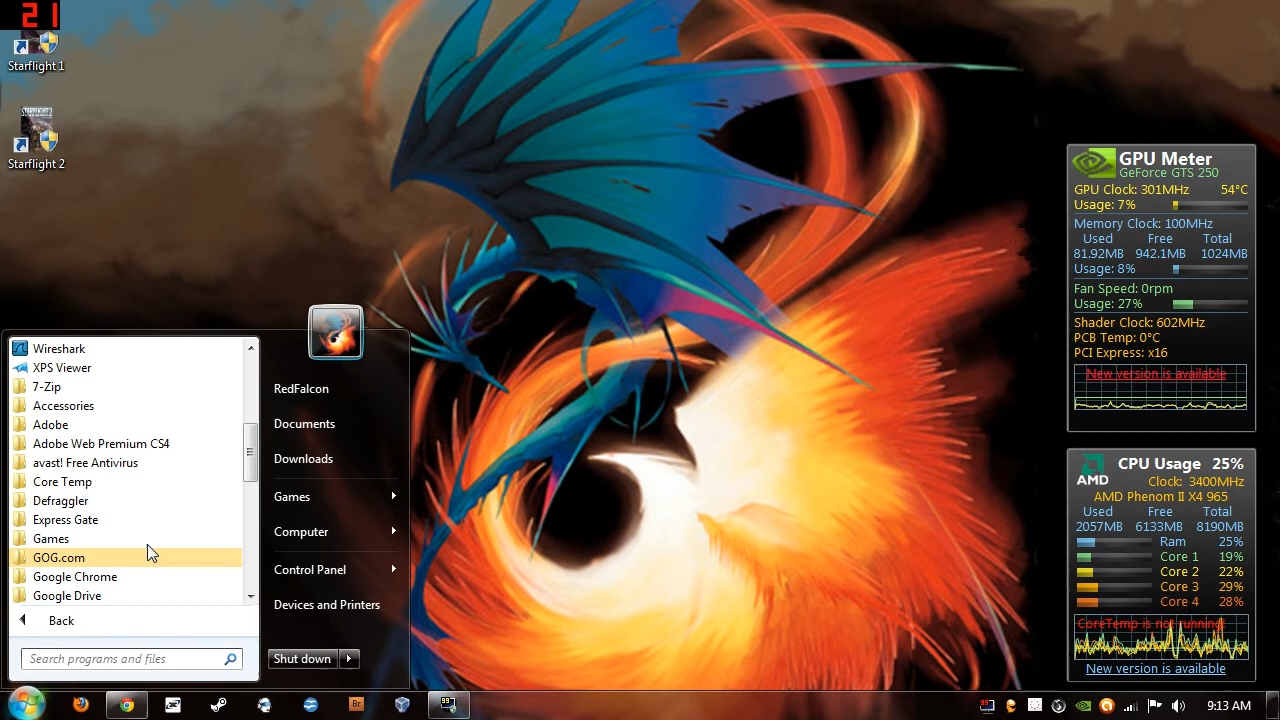 21
Starflight 1
STARFLIGHT 2
Starflight 2
Wireshark
XPS Viewer
7-Zip
Accessories
Adobe
Adobe Web Premium CS4
avast! Free Antivirus
Core Temp
Defraggler
Express Gate
Games
GOG.com
Google Chrome
Google Drive
Back
Search programs and files
RedFalcon
Documents
Downloads
Games
Computer
Control Panel
Devices and Printers
Shut down
GPU Meter
GeForce GTS 250
GPU Clock: 301MHz 54°C
Usage: 7%
Memory Clock: 100MHz
Used Free Total
81.92MB 942.1MB 1024MB
Usage: 8%
Fan Speed: 0rpm
Usage: 27%
Shader Clock: 602MHz
PCB Temp: 0°C
PCI Express: x16
New version is available
AMD
CPU Usage 25%
Clock: 3400MHz
AMD Phenom II X4 965
Used Free Total
2057MB 6133MB 8190MB
Ram 25%
Core 1 19%
Core 2 22%
Core 3 29%
Core 4 28%
CoreTemp is not running!
New version is available
Br
99
99
9:13 AM